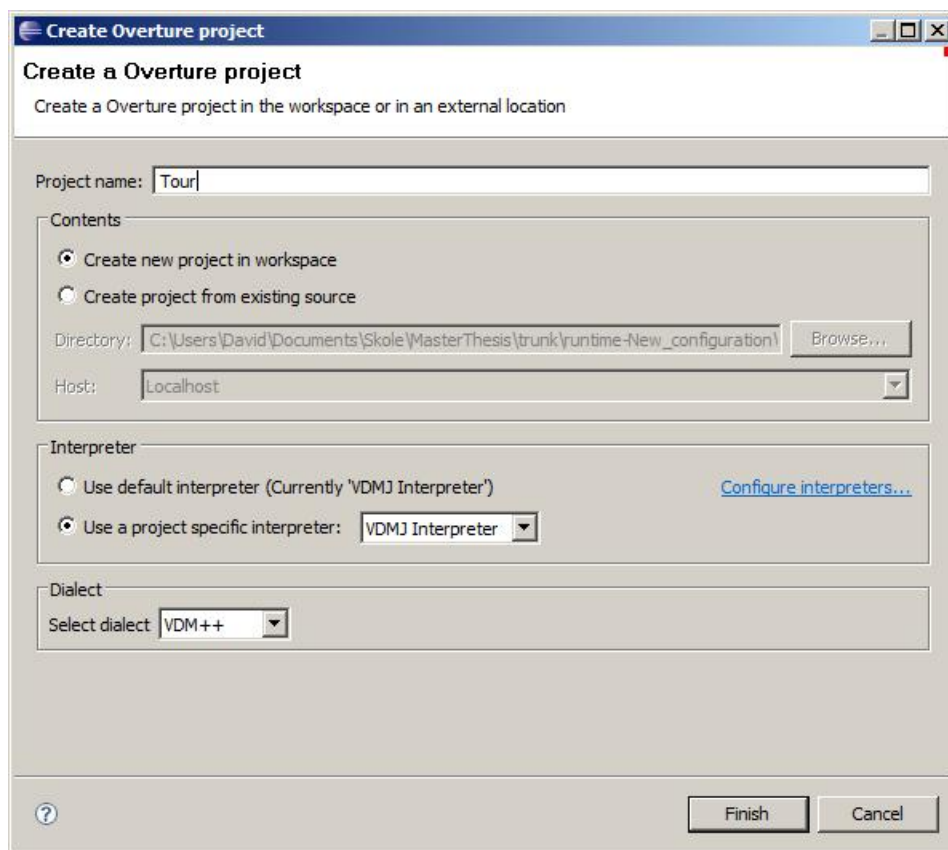 Create Overture project
Create a Overture project
Create a Overture project in the workspace or in an external location
Project name: Tour
Contents
Create new project in workspace
Create project from existing source
Directory: C:\Users\David\Documents\Skole\MasterThesis\trunk\runtime-New_configuration\ Browse...
Host: Localhost
Interpreter
Use default interpreter (Currently 'VDMJ Interpreter') Configure interpreters...
Use a project specific interpreter: VDMJ Interpreter
Dialect
Select dialect VDM++
? Finish Cancel